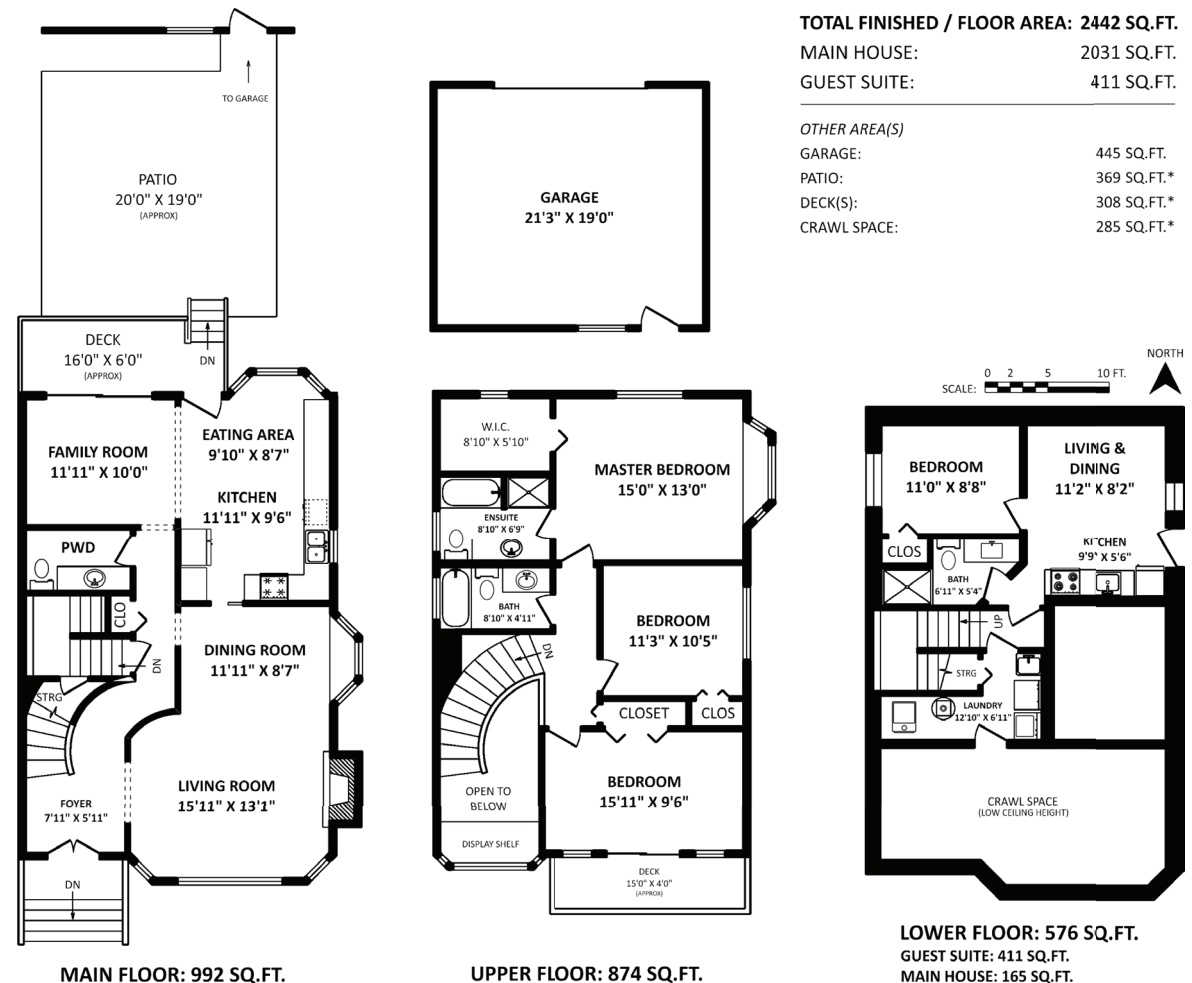 TOTAL FINISHED / FLOOR AREA: 2442 SQ.FT.
MAIN HOUSE: 2031 SQ.FT.
GUEST SUITE: 411 SQ.FT.
OTHER AREA(S)
GARAGE: 445 SQ.FT.
PATIO: 369 SQ.FT.*
DECK(S): 308 SQ.FT.*
CRAWL SPACE: 285 SQ.FT.*
TO GARAGE
PATIO
20'0" X 19'0"
(APPROX)
DECK
16'0" X 6'0"
(APPROX)
DN
FAMILY ROOM
11'11" X 10'0"
EATING AREA
9'10" X 8'7"
KITCHEN
11'11" X 9'6"
PWD
CLO
DN
DINING ROOM
11'11" X 8'7"
STRG
LIVING ROOM
15'11" X 13'1"
FOYER
7'11" X 5'11"
DN
MAIN FLOOR: 992 SQ.FT.
GARAGE
21'3" X 19'0"
W.I.C.
8'10" X 5'10"
MASTER BEDROOM
15'0" X 13'0"
ENSUITE
8'10" X 6'9"
BATH
8'10" X 4'11"
BEDROOM
11'3" X 10'5"
DN
CLOSET
CLOS
BEDROOM
15'11" X 9'6"
OPEN TO
BELOW
DISPLAY SHELF
DECK
15'0" X 4'0"
(APPROX)
UPPER FLOOR: 874 SQ.FT.
NORTH
SCALE:
0 2 5 10 FT.
BEDROOM
11'0" X 8'8"
LIVING &
DINING
11'2" X 8'2"
CLOS
KITCHEN
9'9" X 5'6"
BATH
6'11" X 5'4"
UP
STRG
LAUNDRY
12'10" X 6'11"
CRAWL SPACE
(LOW CEILING HEIGHT)
LOWER FLOOR: 576 SQ.FT.
GUEST SUITE: 411 SQ.FT.
MAIN HOUSE: 165 SQ.FT.